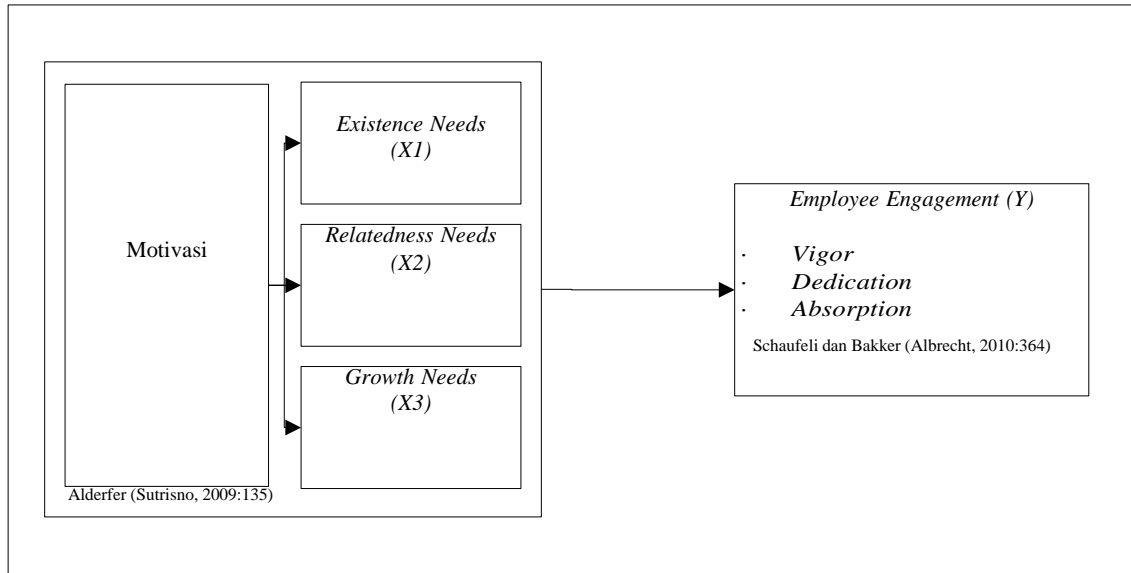 Motivasi
Alderfer (Sutrisno, 2009:135)
Existence Needs
(X1)
Relatedness Needs
(X2)
Growth Needs
(X3)
Employee Engagement (Y)
· Vigor
· Dedication
· Absorption
Schaufeli dan Bakker (Albrecht, 2010:364)